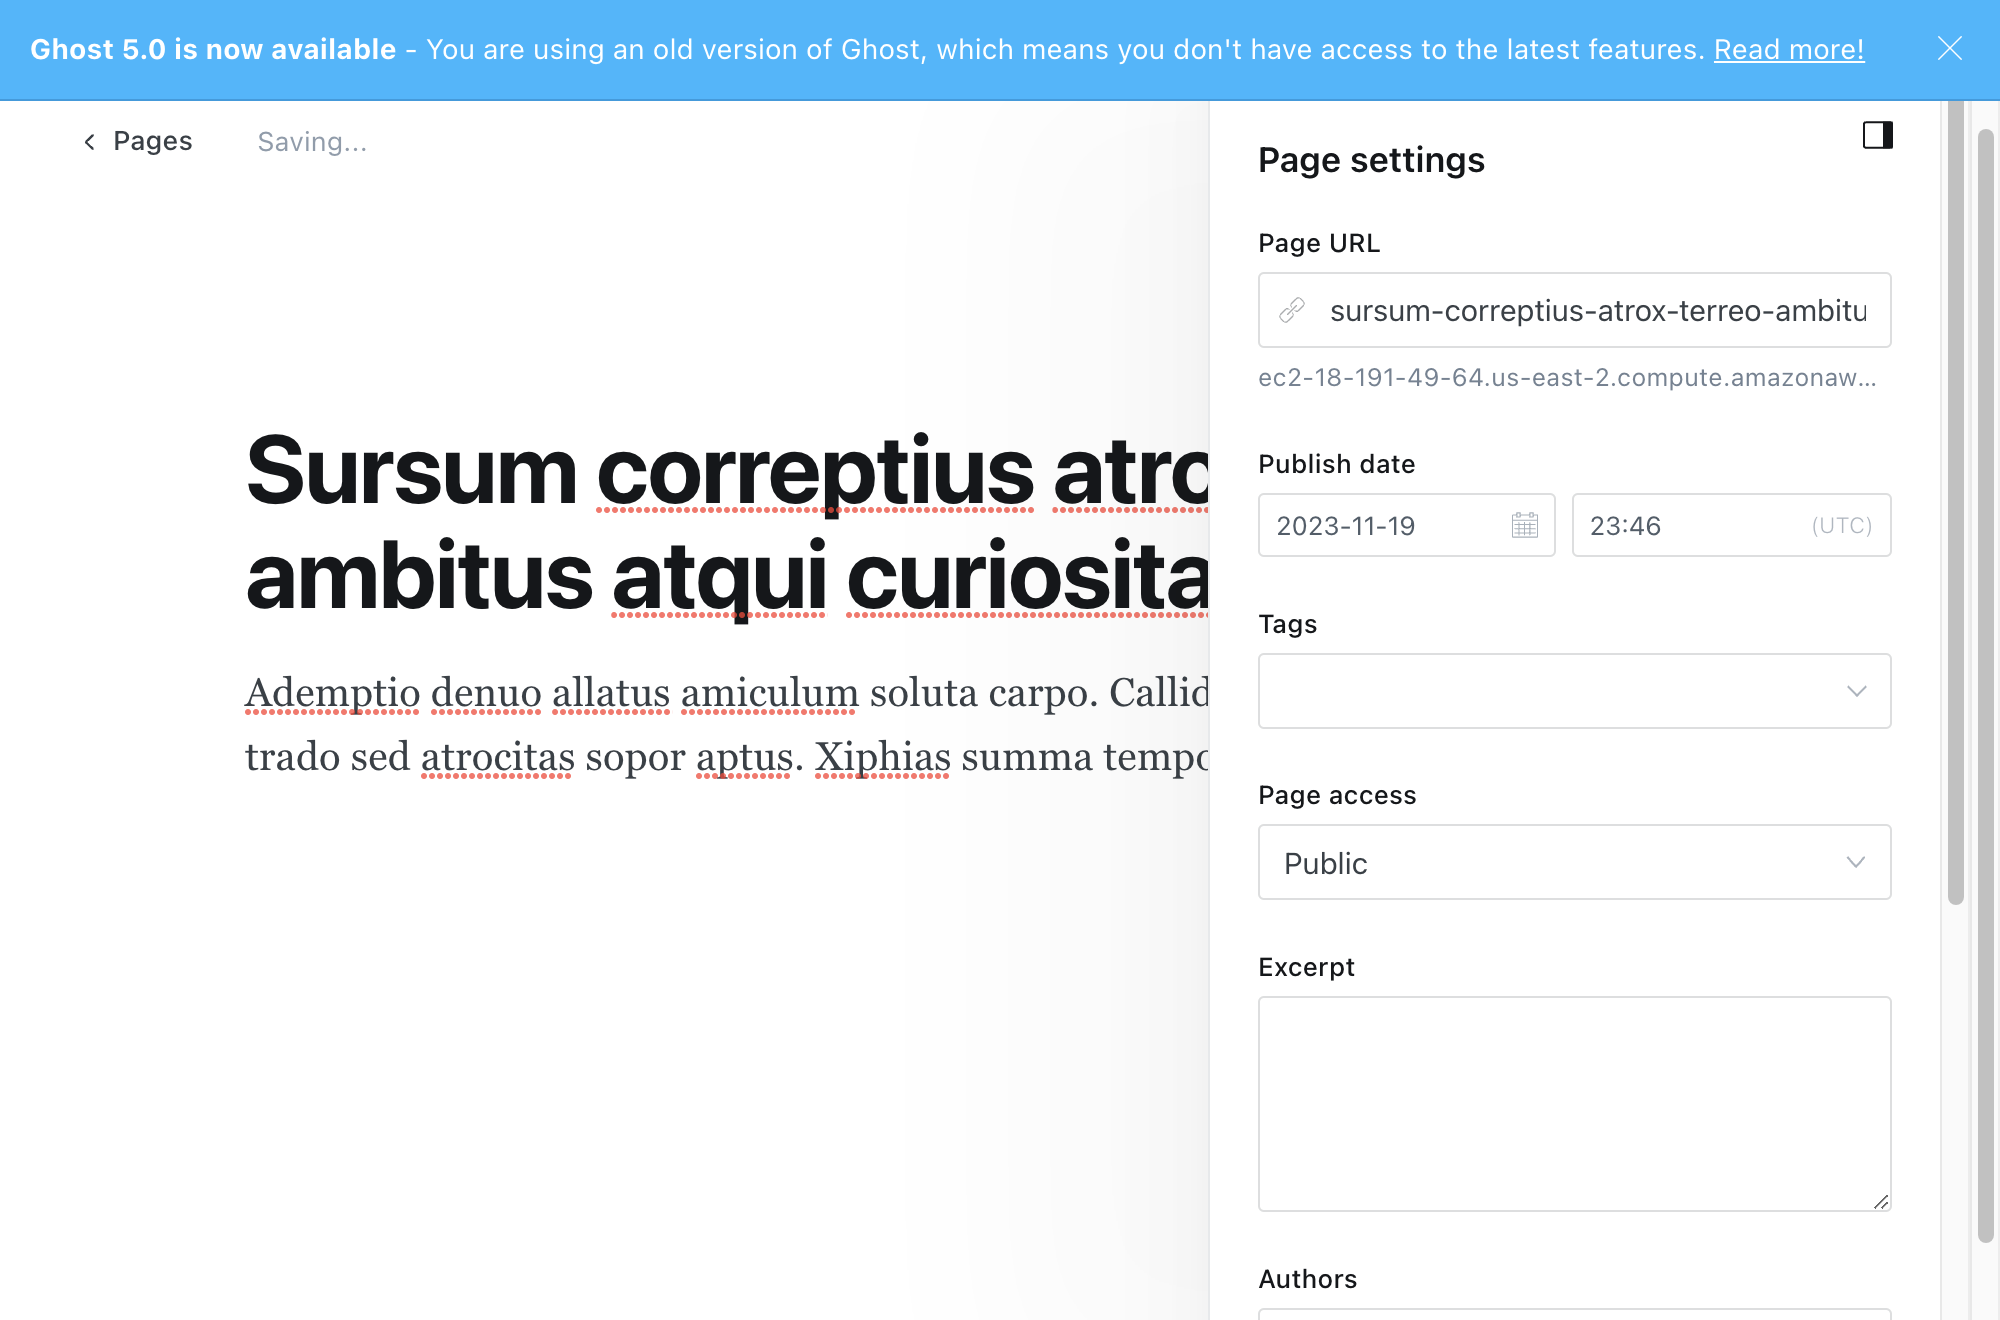 Ghost 5.0 is now available - You are using an old version of Ghost, which means you don't have access to the latest features. Read more!
Pages
Saving...
Sursum correptius atro
ambitus atqui curiosita
Ademptio denuo allatus amiculum soluta carpo. Callid
trado sed atrocitas sopor aptus. Xiphias summa tempo
Page settings
Page URL
sursum-correptius-atrox-terreo-ambitu
ec2-18-191-49-64.us-east-2.compute.amazonaw...
Publish date
2023-11-19
23:46 (UTC)
Tags
Page access
Public
Excerpt
Authors